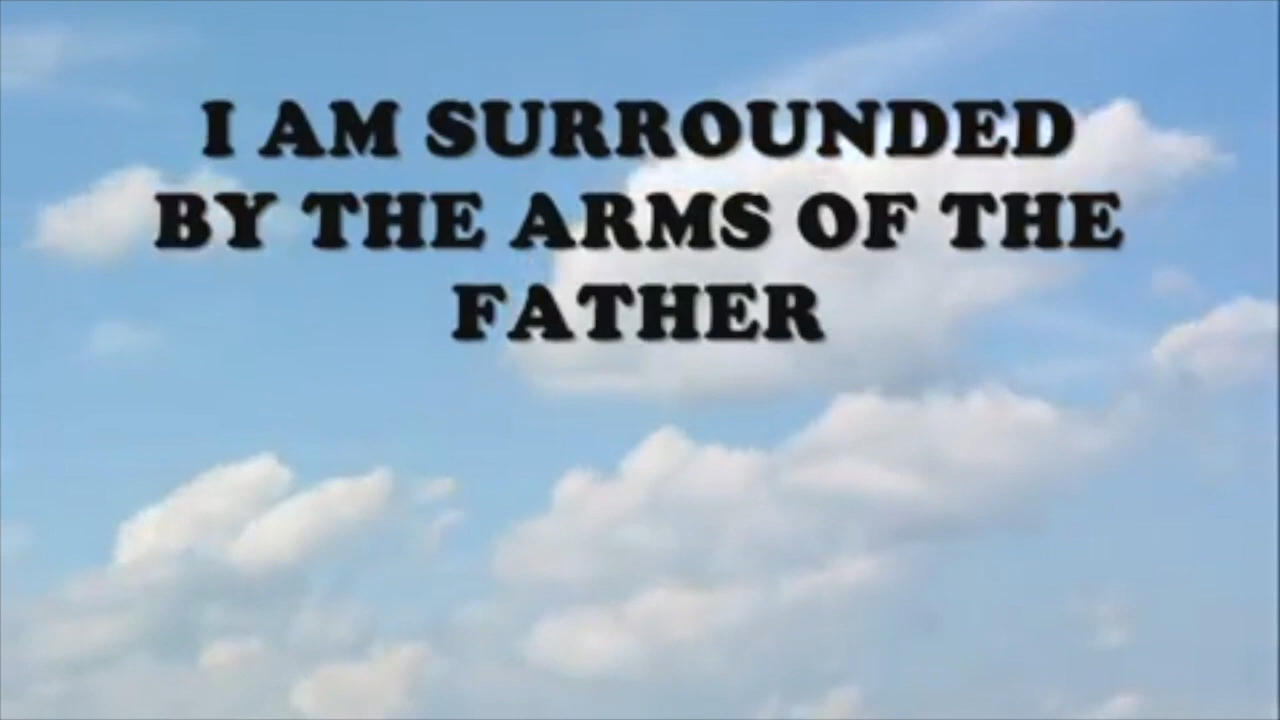 I AM SURROUNDED
BY THE ARMS OF THE
FATHER